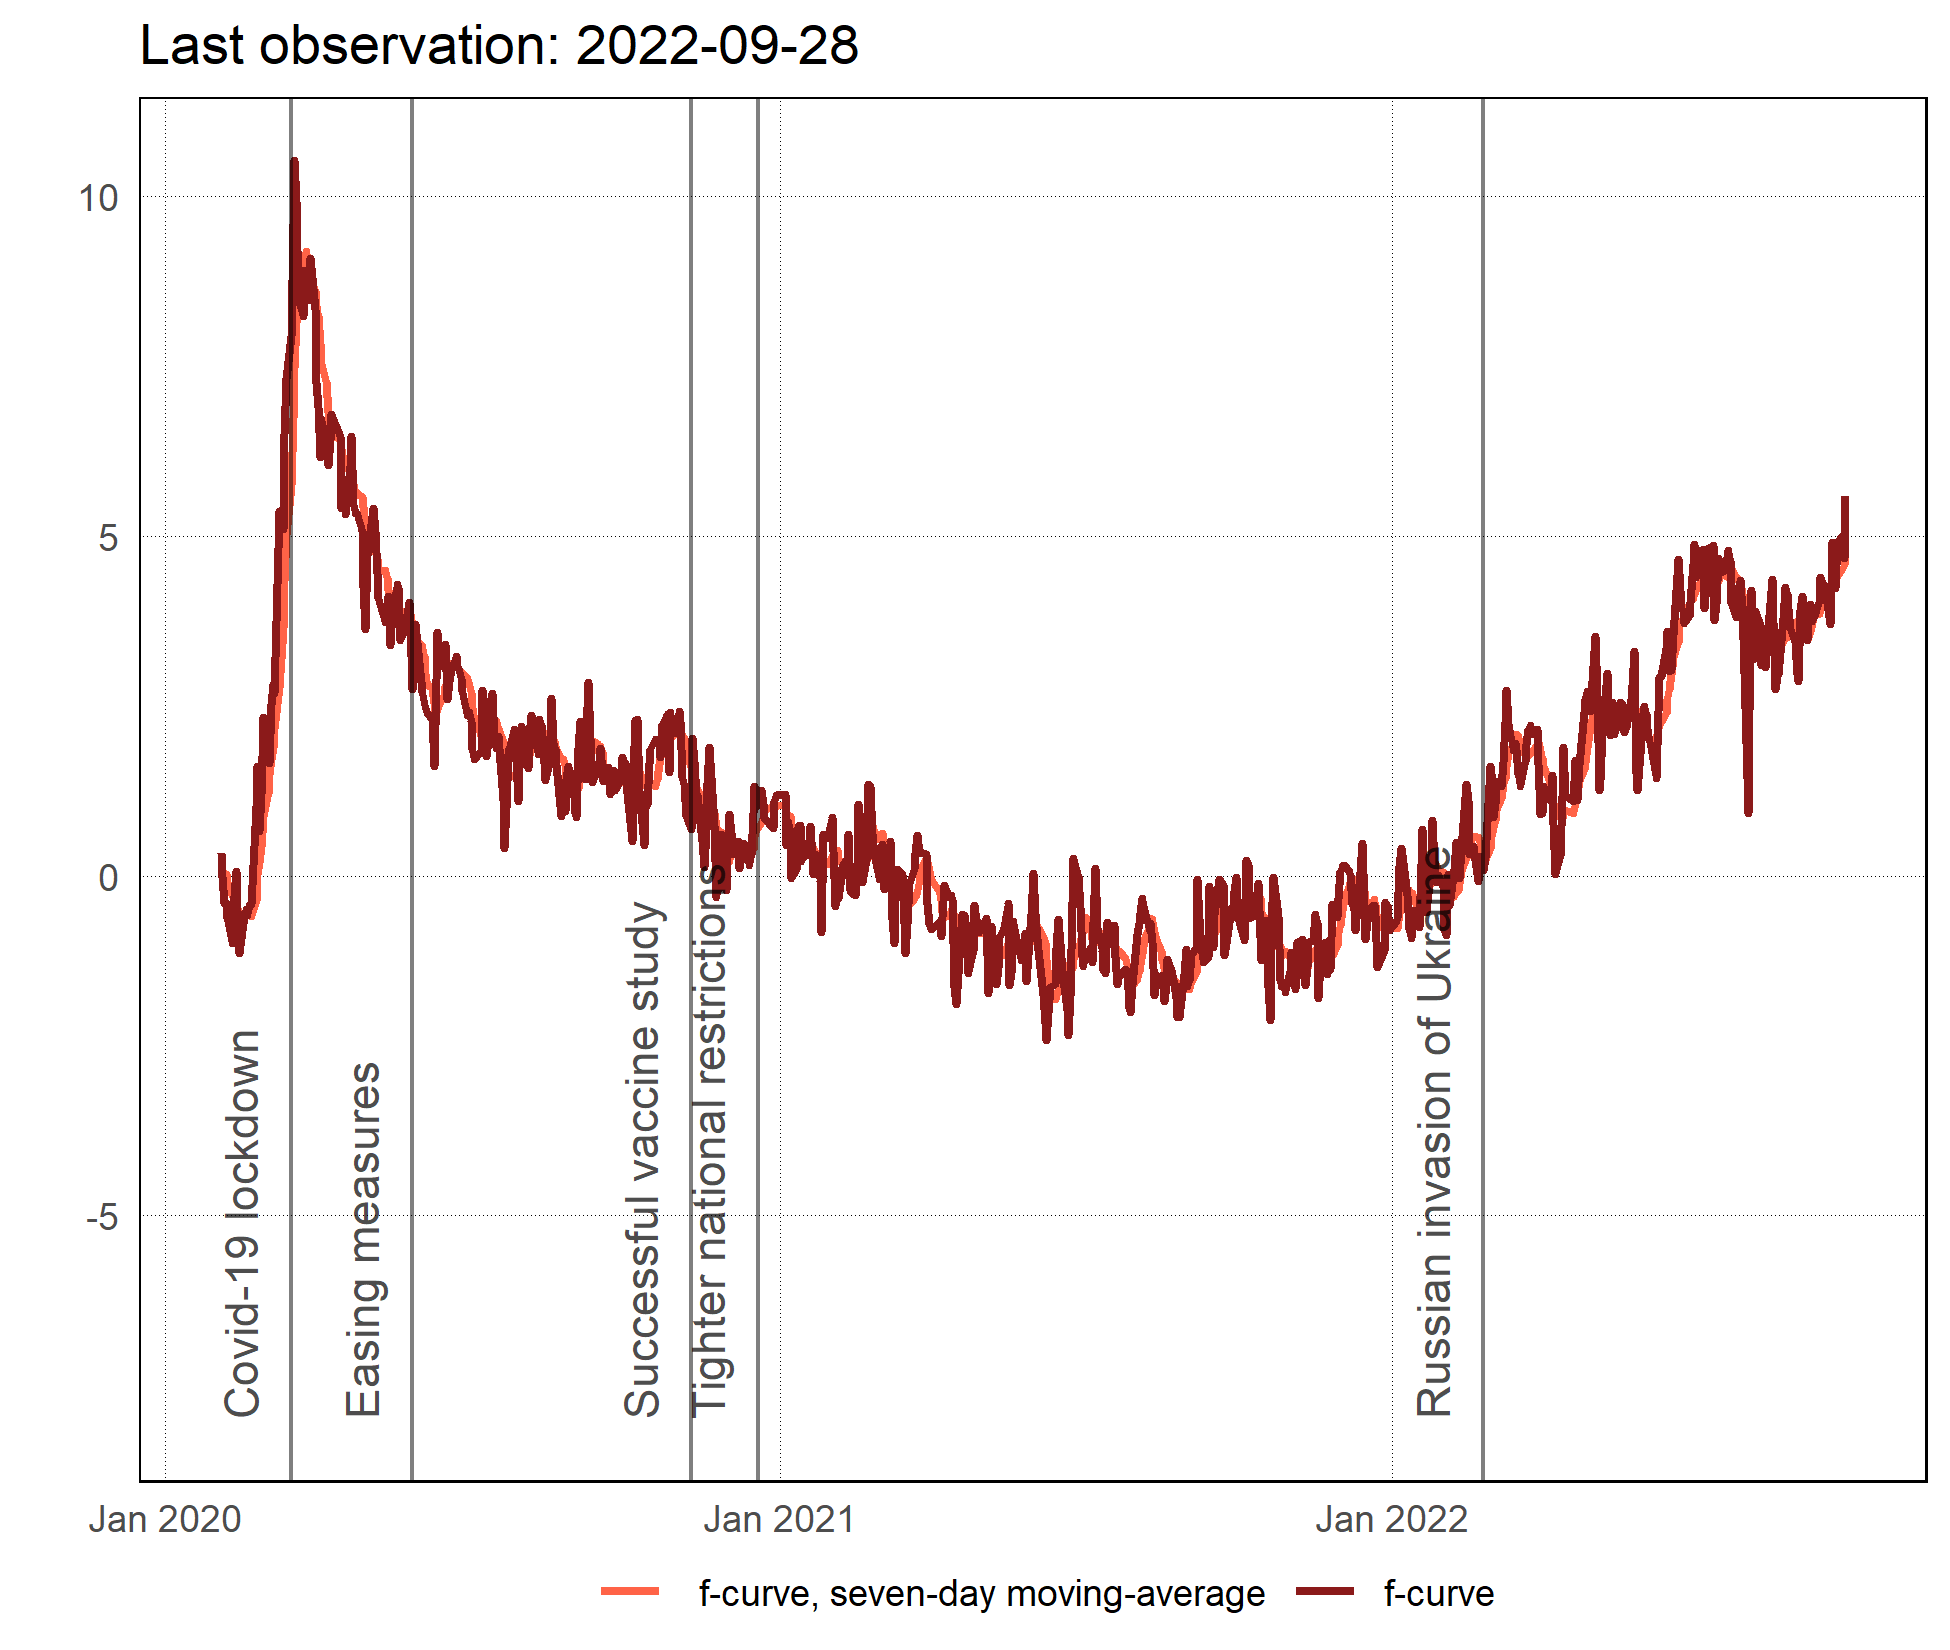 Last observation: 2022-09-28
10
5
0
-5
Covid-19 lockdown
Easing measures
Successful vaccine study
Tighter national restrictions
Russian invasion of Ukraine
Jan 2020
Jan 2021
Jan 2022
f-curve, seven-day moving-average
f-curve